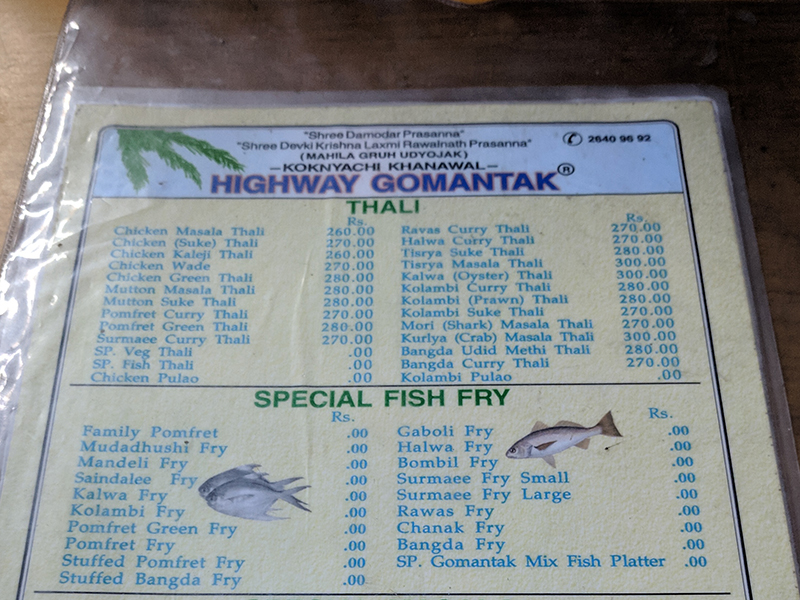 "Shree Damodar Prasanna"
"Shree Devki Krishna Laxmi Rawalnath Prasanna"
(MAHILA GRUH UDYOJAK)
—KOKNYACHI KHANAWAL—
HIGHWAY GOMANTAK®
✆ 2640 96 92
THALI
Rs.
Chicken Masala Thali 260.00
Chicken (Suke) Thali 270.00
Chicken Kaleji Thali 260.00
Chicken Wade 270.00
Chicken Green Thali 280.00
Mutton Masala Thali 280.00
Mutton Suke Thali 280.00
Pomfret Curry Thali 270.00
Pomfret Green Thali 280.00
Surmaee Curry Thali 270.00
SP. Veg Thali .00
SP. Fish Thali .00
Chicken Pulao .00
Rs.
Ravas Curry Thali 270.00
Halwa Curry Thali 270.00
Tisrya Suke Thali 280.00
Tisrya Masala Thali 300.00
Kalwa (Oyster) Thali 300.00
Kolambi Curry Thali 280.00
Kolambi (Prawn) Thali 280.00
Kolambi Suke Thali 270.00
Mori (Shark) Masala Thali 270.00
Kurlya (Crab) Masala Thali 300.00
Bangda Udid Methi Thali 280.00
Bangda Curry Thali 270.00
Kolambi Pulao .00
SPECIAL FISH FRY
Rs.
Family Pomfret .00
Mudadhushi Fry .00
Mandeli Fry .00
Saindalee Fry .00
Kalwa Fry .00
Kolambi Fry .00
Pomfret Green Fry .00
Pomfret Fry .00
Stuffed Pomfret Fry .00
Stuffed Bangda Fry .00
Rs.
Gaboli Fry .00
Halwa Fry .00
Bombil Fry .00
Surmaee Fry Small .00
Surmaee Fry Large .00
Rawas Fry .00
Chanak Fry .00
Bangda Fry .00
SP. Gomantak Mix Fish Platter .00